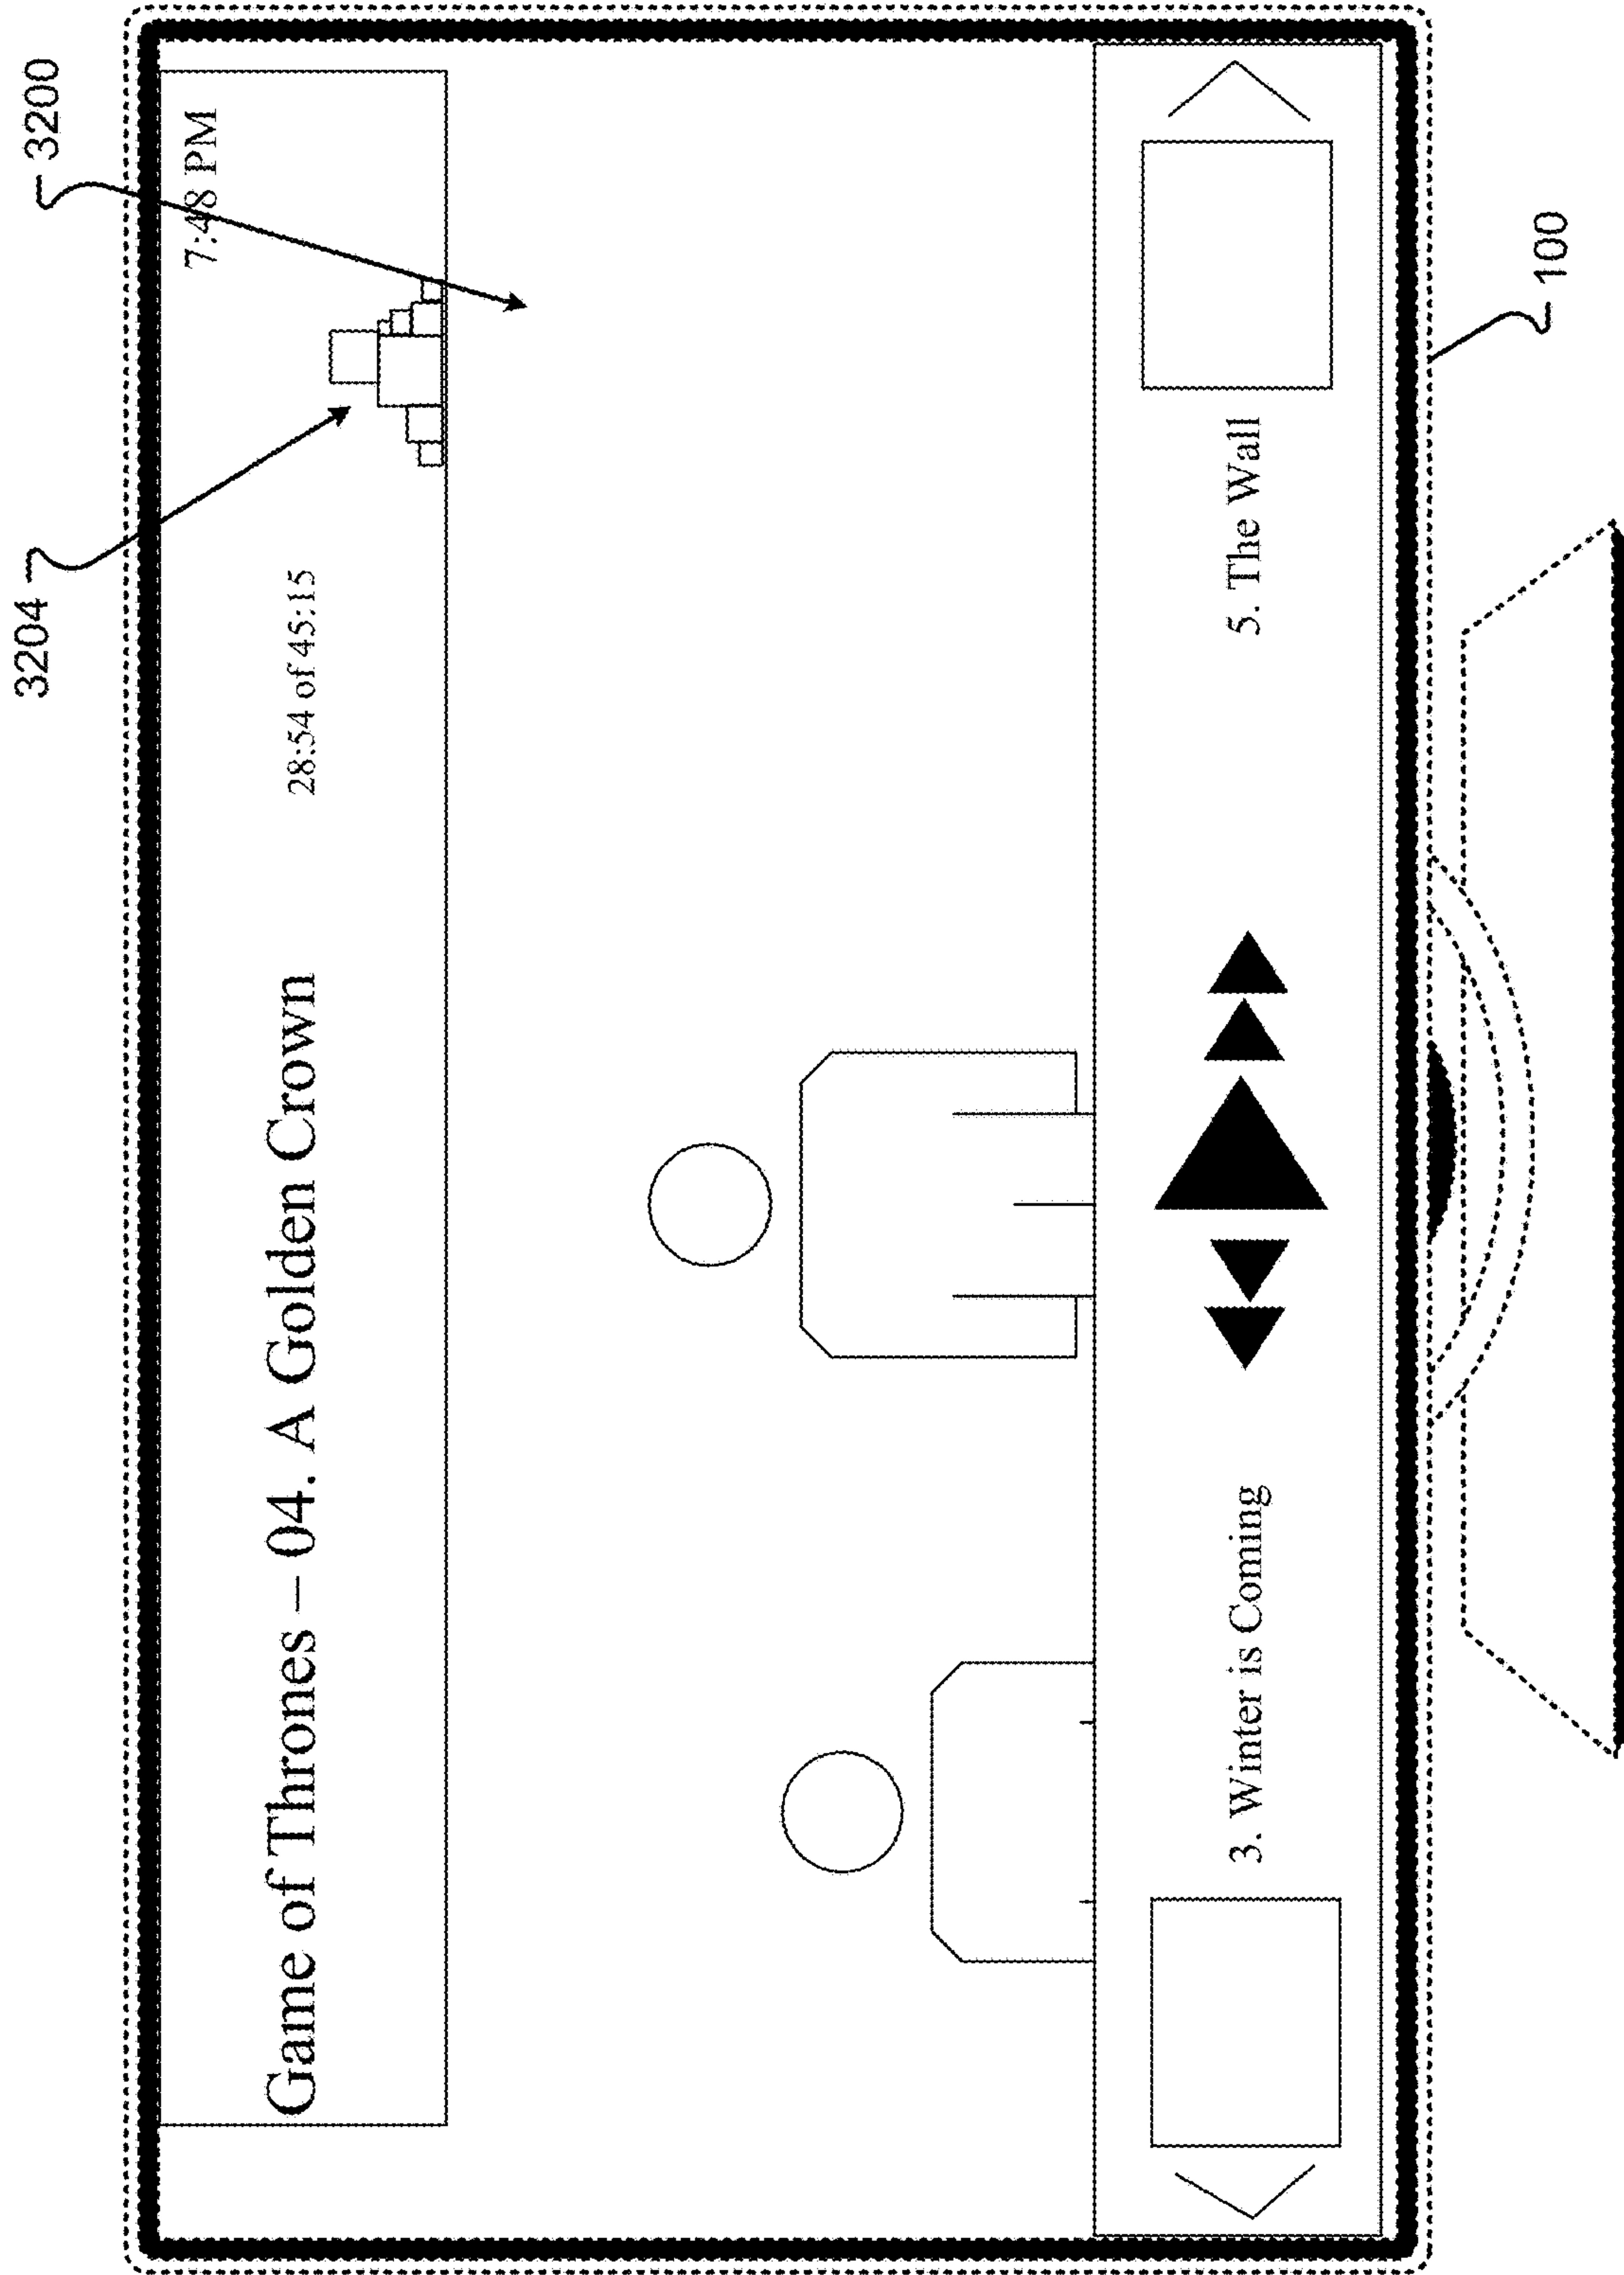 3204
3200
7:48 PM
Game of Thrones – 04. A Golden Crown
28:54 of 45:15
3. Winter is Coming
5. The Wall
100